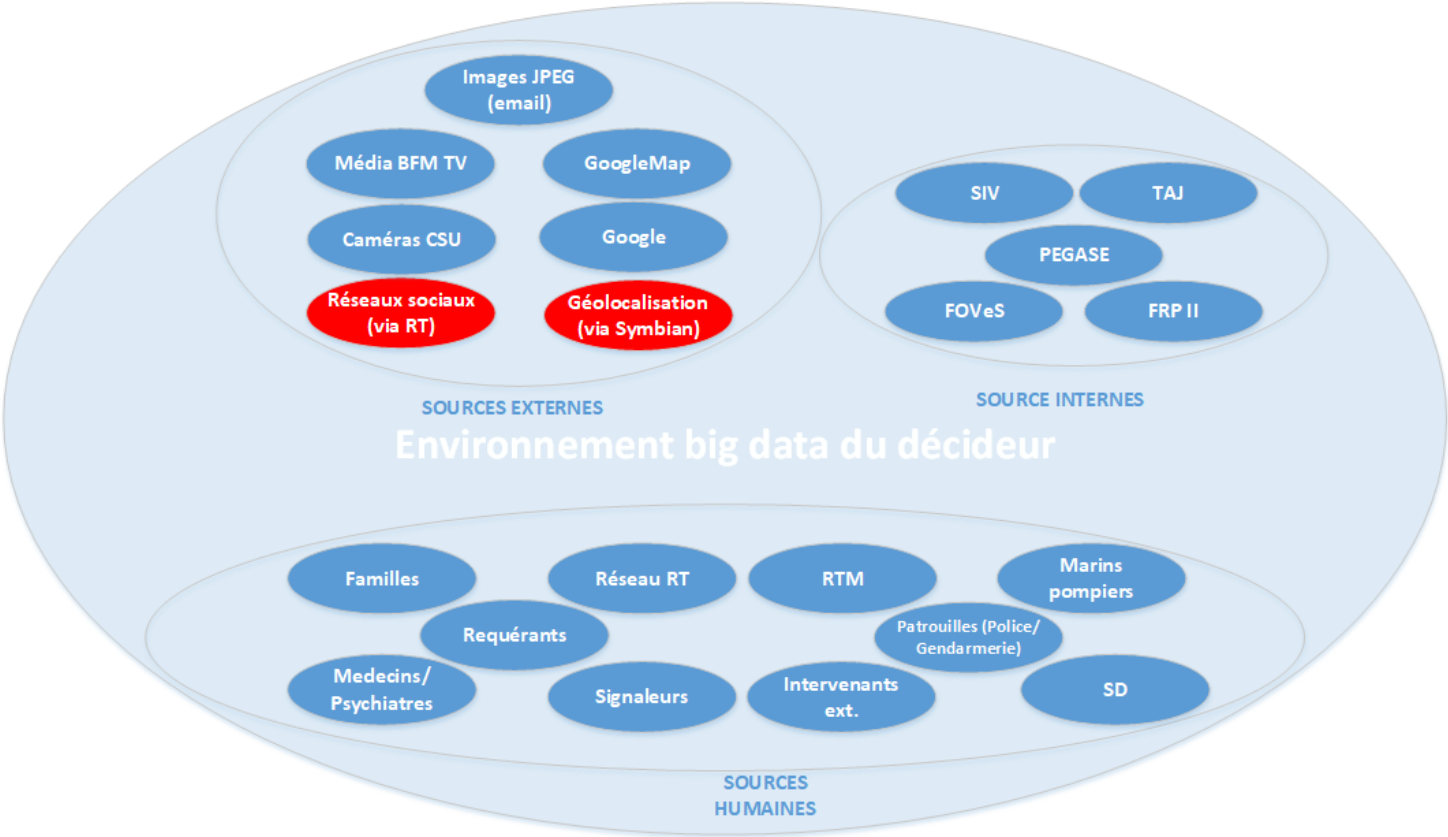 Images JPEG
(email)
Média BFM TV
GoogleMap
Caméras CSU
Google
Réseaux sociaux
(via RT)
Géolocalisation
(via Symbian)
SOURCES EXTERNES
SIV
TAJ
PEGASE
FOVeS
FRP II
SOURCE INTERNES
Environnement big data du décideur
Familles
Réseau RT
RTM
Marins
pompiers
Requérants
Patrouilles (Police/
Gendarmerie)
Medecins/
Psychiatres
Signaleurs
Intervenants
ext.
SD
SOURCES
HUMAINES